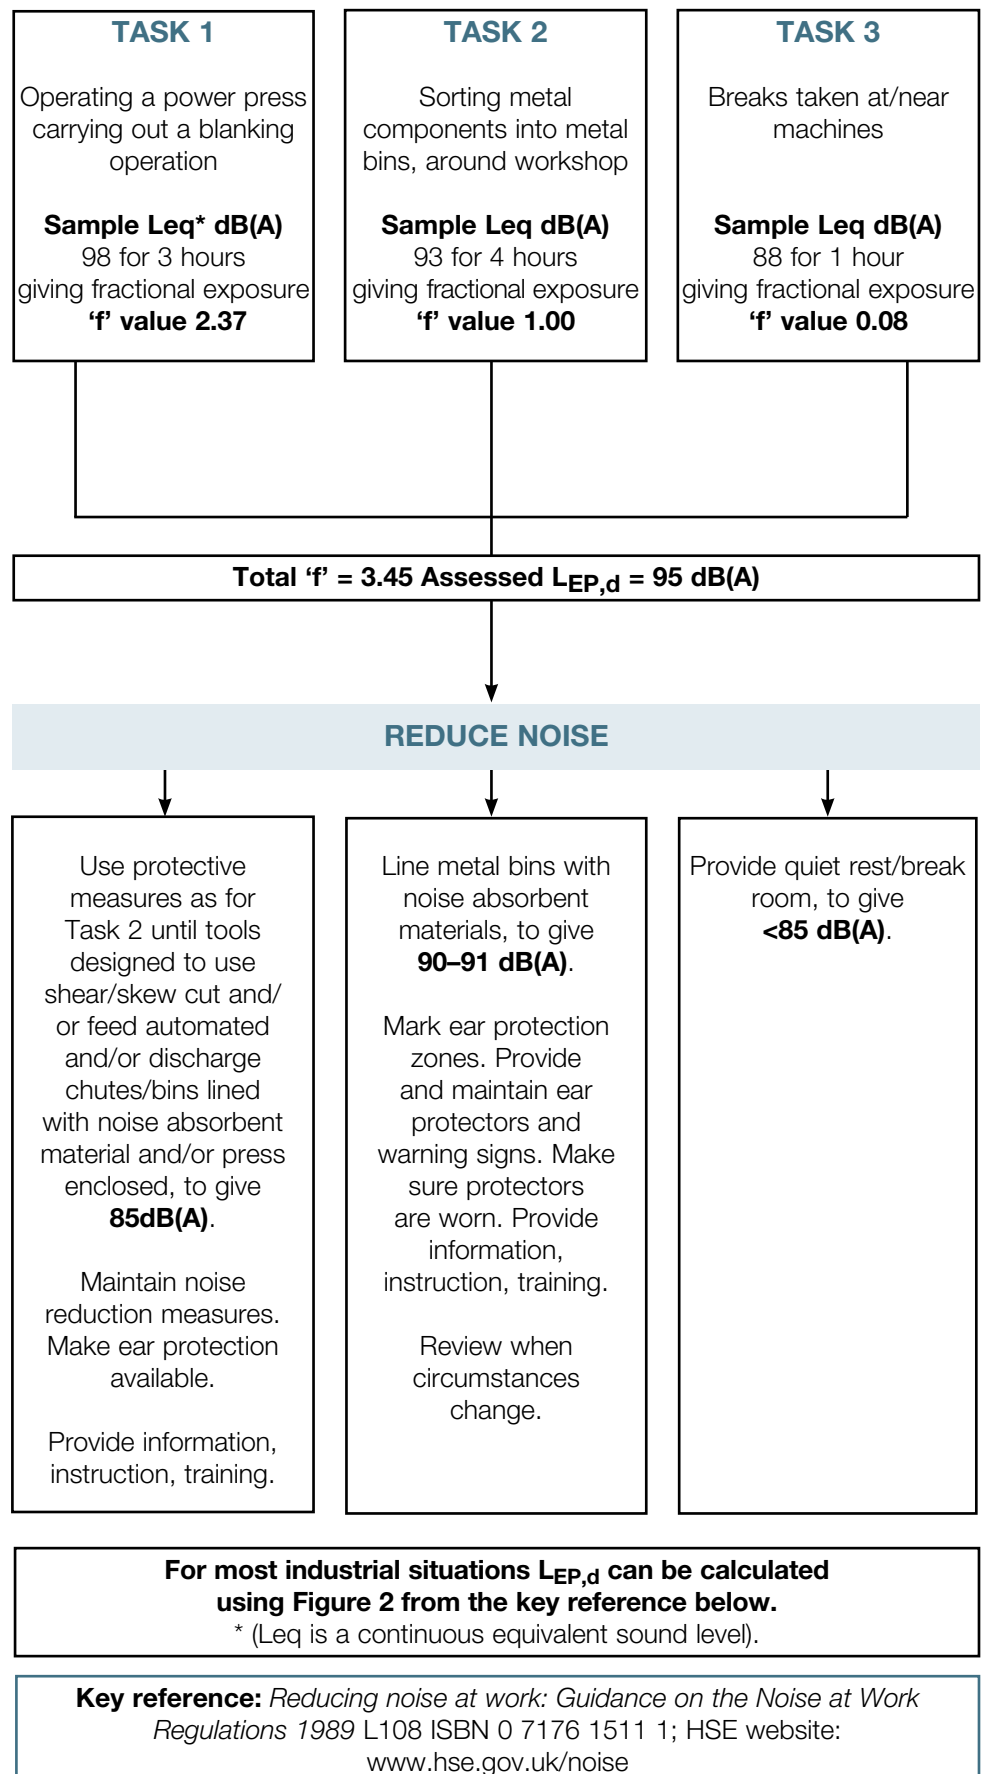 TASK 1
Operating a power press
carrying out a blanking
operation
Sample Leq* dB(A)
98 for 3 hours
giving fractional exposure
‘f’ value 2.37
TASK 2
Sorting metal
components into metal
bins, around workshop
Sample Leq dB(A)
93 for 4 hours
giving fractional exposure
‘f’ value 1.00
TASK 3
Breaks taken at/near
machines
Sample Leq dB(A)
88 for 1 hour
giving fractional exposure
‘f’ value 0.08
Total ‘f’ = 3.45 Assessed LEP,d = 95 dB(A)
REDUCE NOISE
Use protective
measures as for
Task 2 until tools
designed to use
shear/skew cut and/
or feed automated
and/or discharge
chutes/bins lined
with noise absorbent
material and/or press
enclosed, to give
85dB(A).
Maintain noise
reduction measures.
Make ear protection
available.
Provide information,
instruction, training.
Line metal bins with
noise absorbent
materials, to give
90–91 dB(A).
Mark ear protection
zones. Provide
and maintain ear
protectors and
warning signs. Make
sure protectors
are worn. Provide
information,
instruction, training.
Review when
circumstances
change.
Provide quiet rest/break
room, to give
<85 dB(A).
For most industrial situations LEP,d can be calculated
using Figure 2 from the key reference below.
* (Leq is a continuous equivalent sound level).
Key reference: Reducing noise at work: Guidance on the Noise at Work
Regulations 1989 L108 ISBN 0 7176 1511 1; HSE website:
www.hse.gov.uk/noise